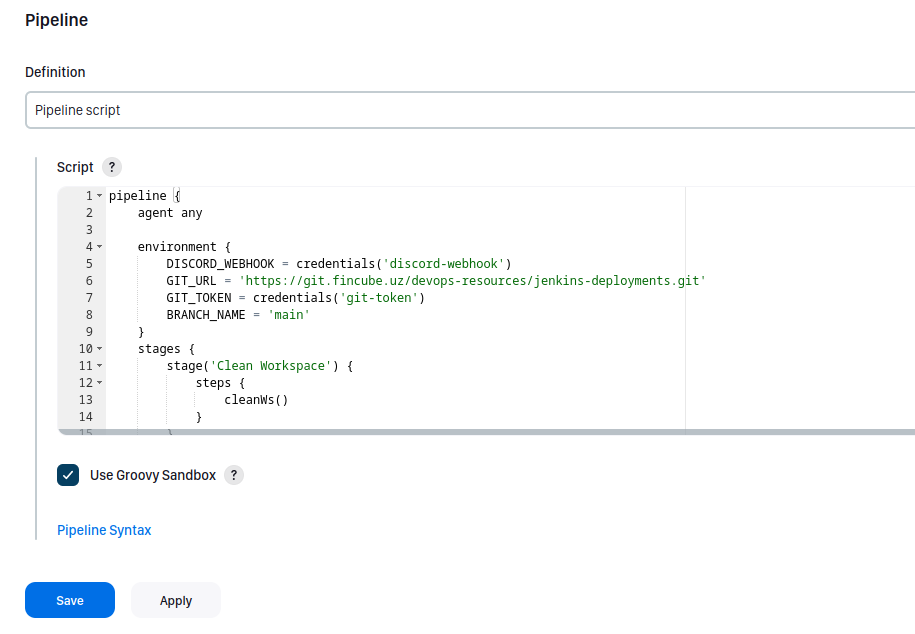 Pipeline
Definition
Pipeline script
Script ?
1 pipeline {
2     agent any
3
4     environment {
5         DISCORD_WEBHOOK = credentials('discord-webhook')
6         GIT_URL = 'https://git.fincube.uz/devops-resources/jenkins-deployments.git'
7         GIT_TOKEN = credentials('git-token')
8         BRANCH_NAME = 'main'
9     }
10     stages {
11         stage('Clean Workspace') {
12             steps {
13                 cleanWs()
14             }
15         }
Use Groovy Sandbox ?
Pipeline Syntax
Save Apply